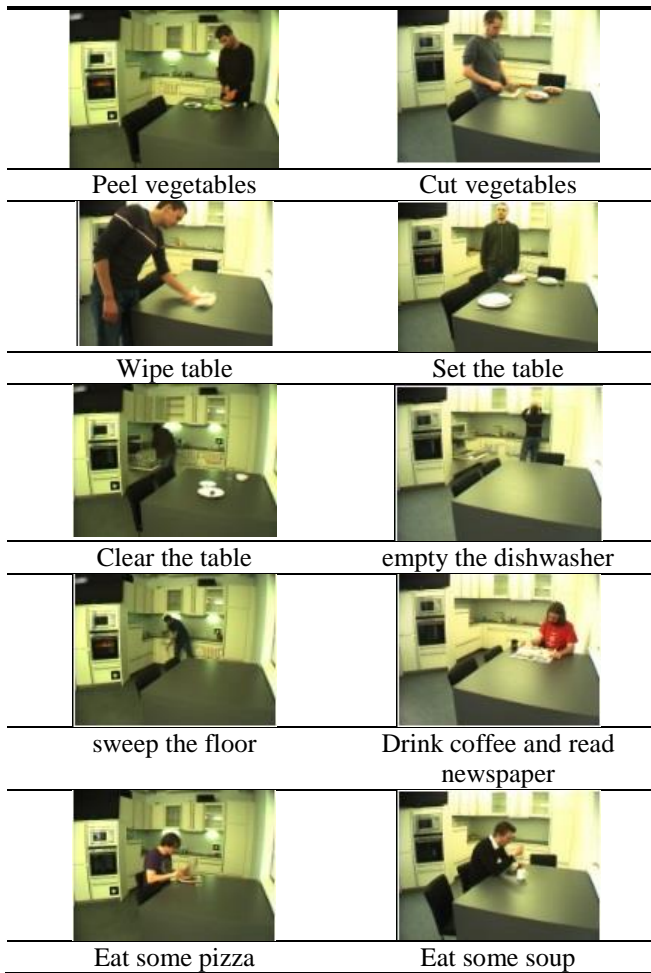 Peel vegetables
Cut vegetables
Wipe table
Set the table
Clear the table
empty the dishwasher
sweep the floor
Drink coffee and read
newspaper
Eat some pizza
Eat some soup